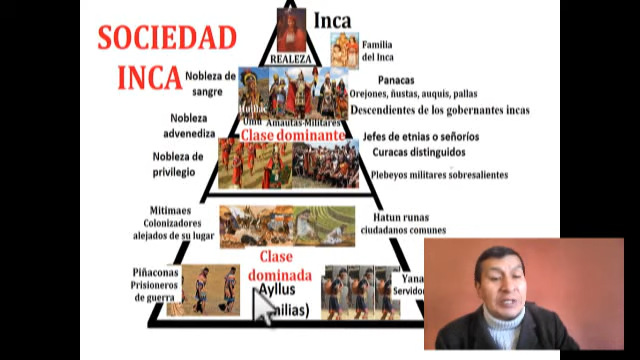 SOCIEDAD
INCA
Inca
REALEZA
Familia
del Inca
Nobleza de
sangre
Panacas
Orejones, ñustas, auquis, pallas
Descendientes de los gobernantes incas
Umu
Amautas-Militares
Clase dominante
Nobleza
advenediza
Jefes de etnias o señoríos
Curacas distinguidos
Nobleza de
privilegio
Plebeyos militares sobresalientes
Mitimaes
Colonizadores
alejados de su lugar
Hatun runas
ciudadanos comunes
Clase
dominada
Ayllus
milias)
Piñaconas
Prisioneros
de guerra
Yana
Servido